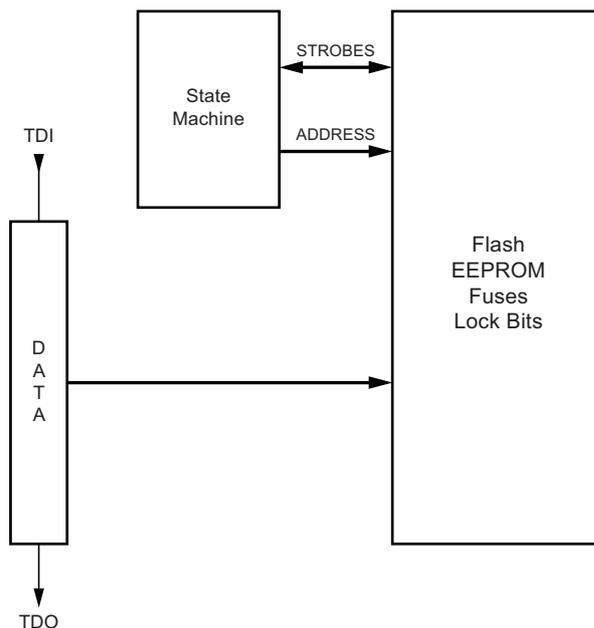 STROBES
State
Machine
ADDRESS
TDI
Flash
EEPROM
Fuses
Lock Bits
D
A
T
A
TDO